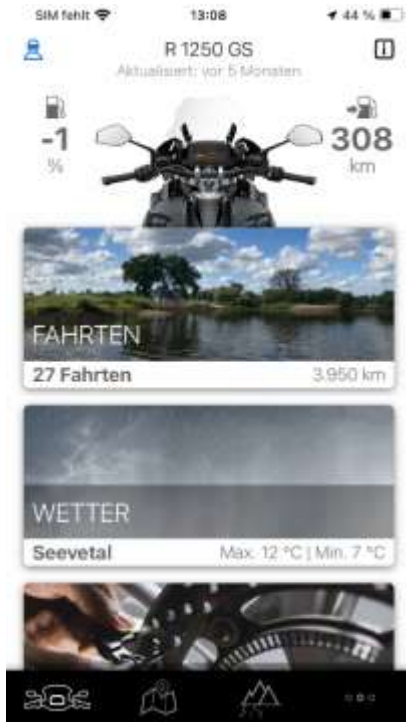 SIM fehlt 13:08 44 %
R 1250 GS
Aktualisiert: vor 5 Monaten
-1 308
% km
FAHRTEN
27 Fahrten 3.950 km
WETTER
Seevetal Max. 12 °C | Min. 7 °C